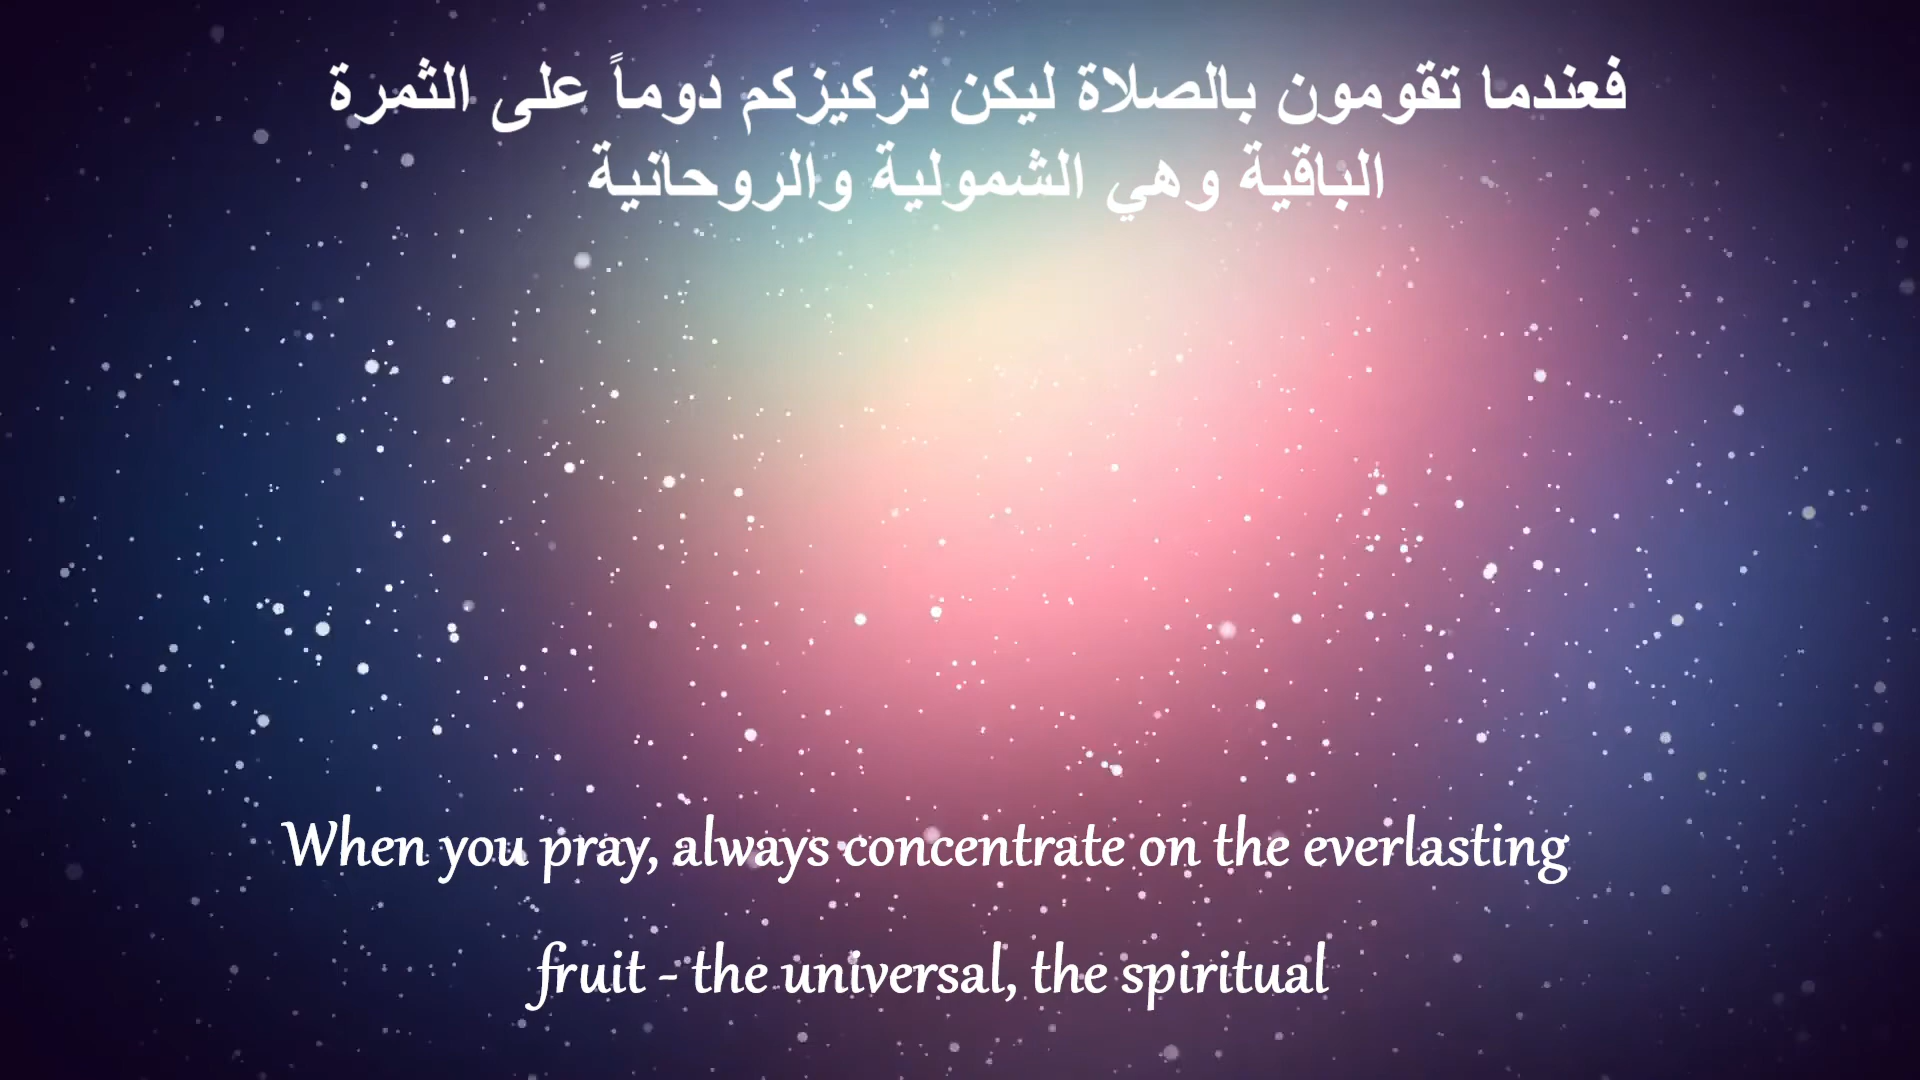 فعندما تقومون بالصلاة ليكن تركيزكم دوماً على الثمرة
الباقية وهي الشمولية والروحانية
When you pray, always concentrate on the everlasting
fruit - the universal, the spiritual